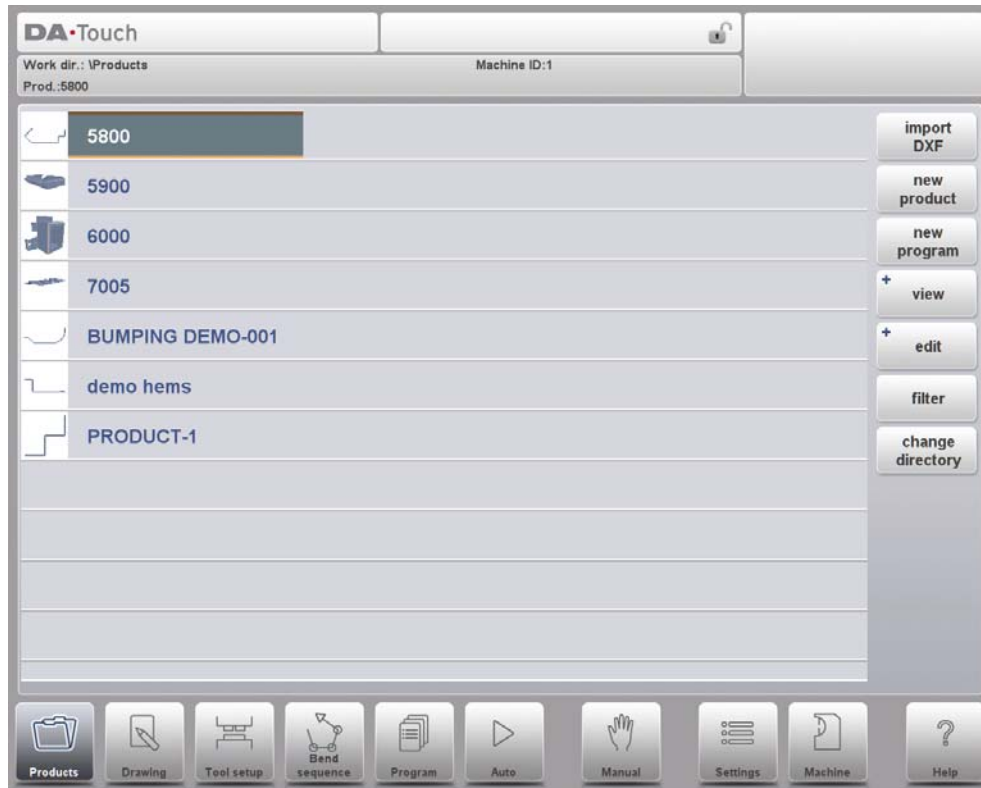 DA•Touch
Work dir.: \Products
Machine ID:1
Prod.:5800
5800
5900
6000
7005
BUMPING DEMO-001
demo hems
PRODUCT-1
import
DXF
new
product
new
program
+
view
+
edit
filter
change
directory
Products
Drawing
Tool setup
Bend
sequence
Program
Auto
Manual
Settings
Machine
?
Help